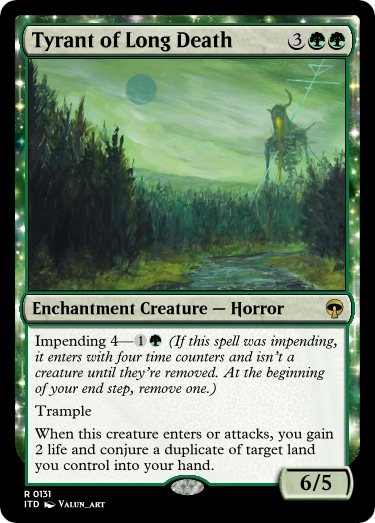 Tyrant of Long Death 3
Enchantment Creature — Horror
Impending 4—1 (If this spell was impending,
it enters with four time counters and isn't a
creature until they're removed. At the beginning
of your end step, remove one.)
Trample
When this creature enters or attacks, you gain
2 life and conjure a duplicate of target land
you control into your hand.
6/5
R 0131
ITD VALUN_ART